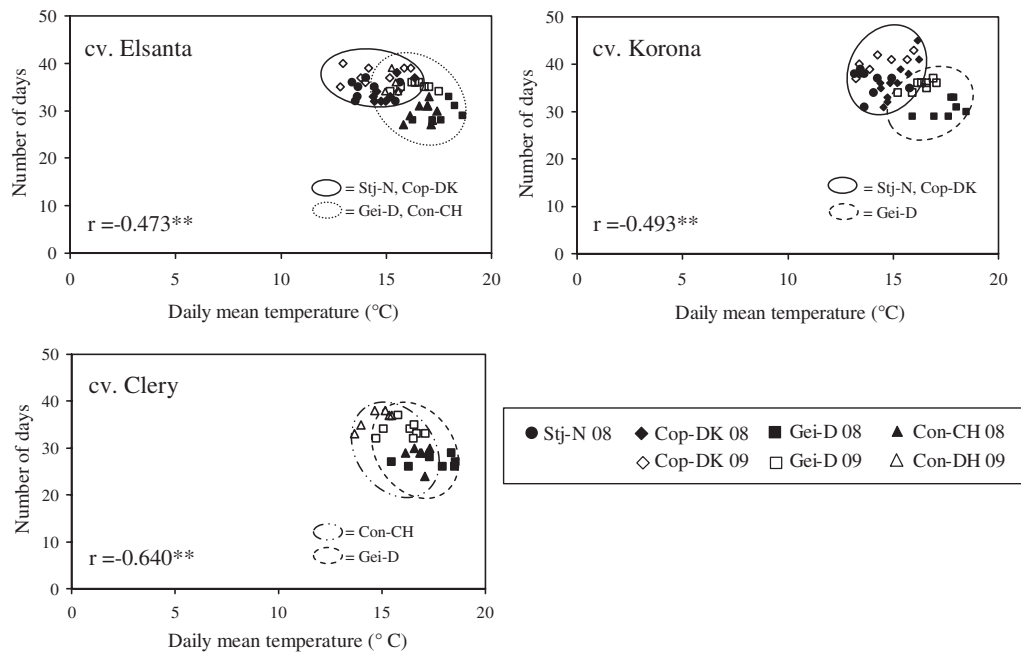 cv. Elsanta
Number of days
50
40
30
20
10
0
= Stj-N, Cop-DK
= Gei-D, Con-CH
r =-0.473**
0 5 10 15 20
Daily mean temperature (°C)
cv. Korona
Number of days
50
40
30
20
10
0
= Stj-N, Cop-DK
= Gei-D
r =-0.493**
0 5 10 15 20
Daily mean temperature (°C)
cv. Clery
Number of days
50
40
30
20
10
0
= Con-CH
= Gei-D
r =-0.640**
0 5 10 15 20
Daily mean temperature (° C)
Stj-N 08 Cop-DK 08 Gei-D 08 Con-CH 08
Cop-DK 09 Gei-D 09 Con-DH 09